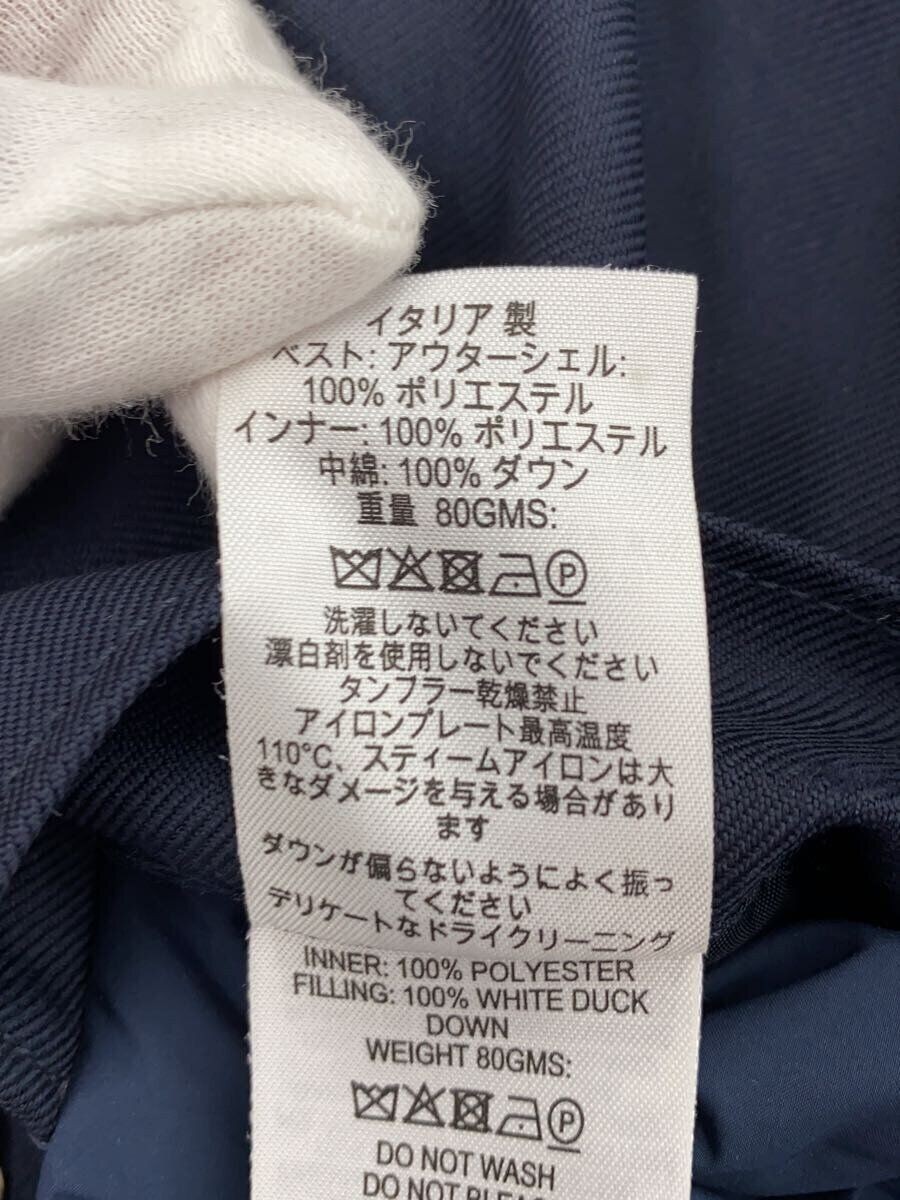 イタリア 製
ベスト: アウターシェル:
100% ポリエステル
インナー: 100% ポリエステル
中綿: 100% ダウン
重量 80GMS:
P
洗濯しないてください
漂白剤を使用しないでください
タンブラー乾燥禁止
アイロンプレート最高温度
110°C、スティームアイロンは大
きなダメージを与える場合があり
ます
ダウンが偏らないようによく振っ
てください
デリケートなドライクリーニング
INNER: 100% POLYESTER
FILLING: 100% WHITE DUCK
DOWN
WEIGHT 80GMS:
P
DO NOT WASH
DO NOT BLEACH